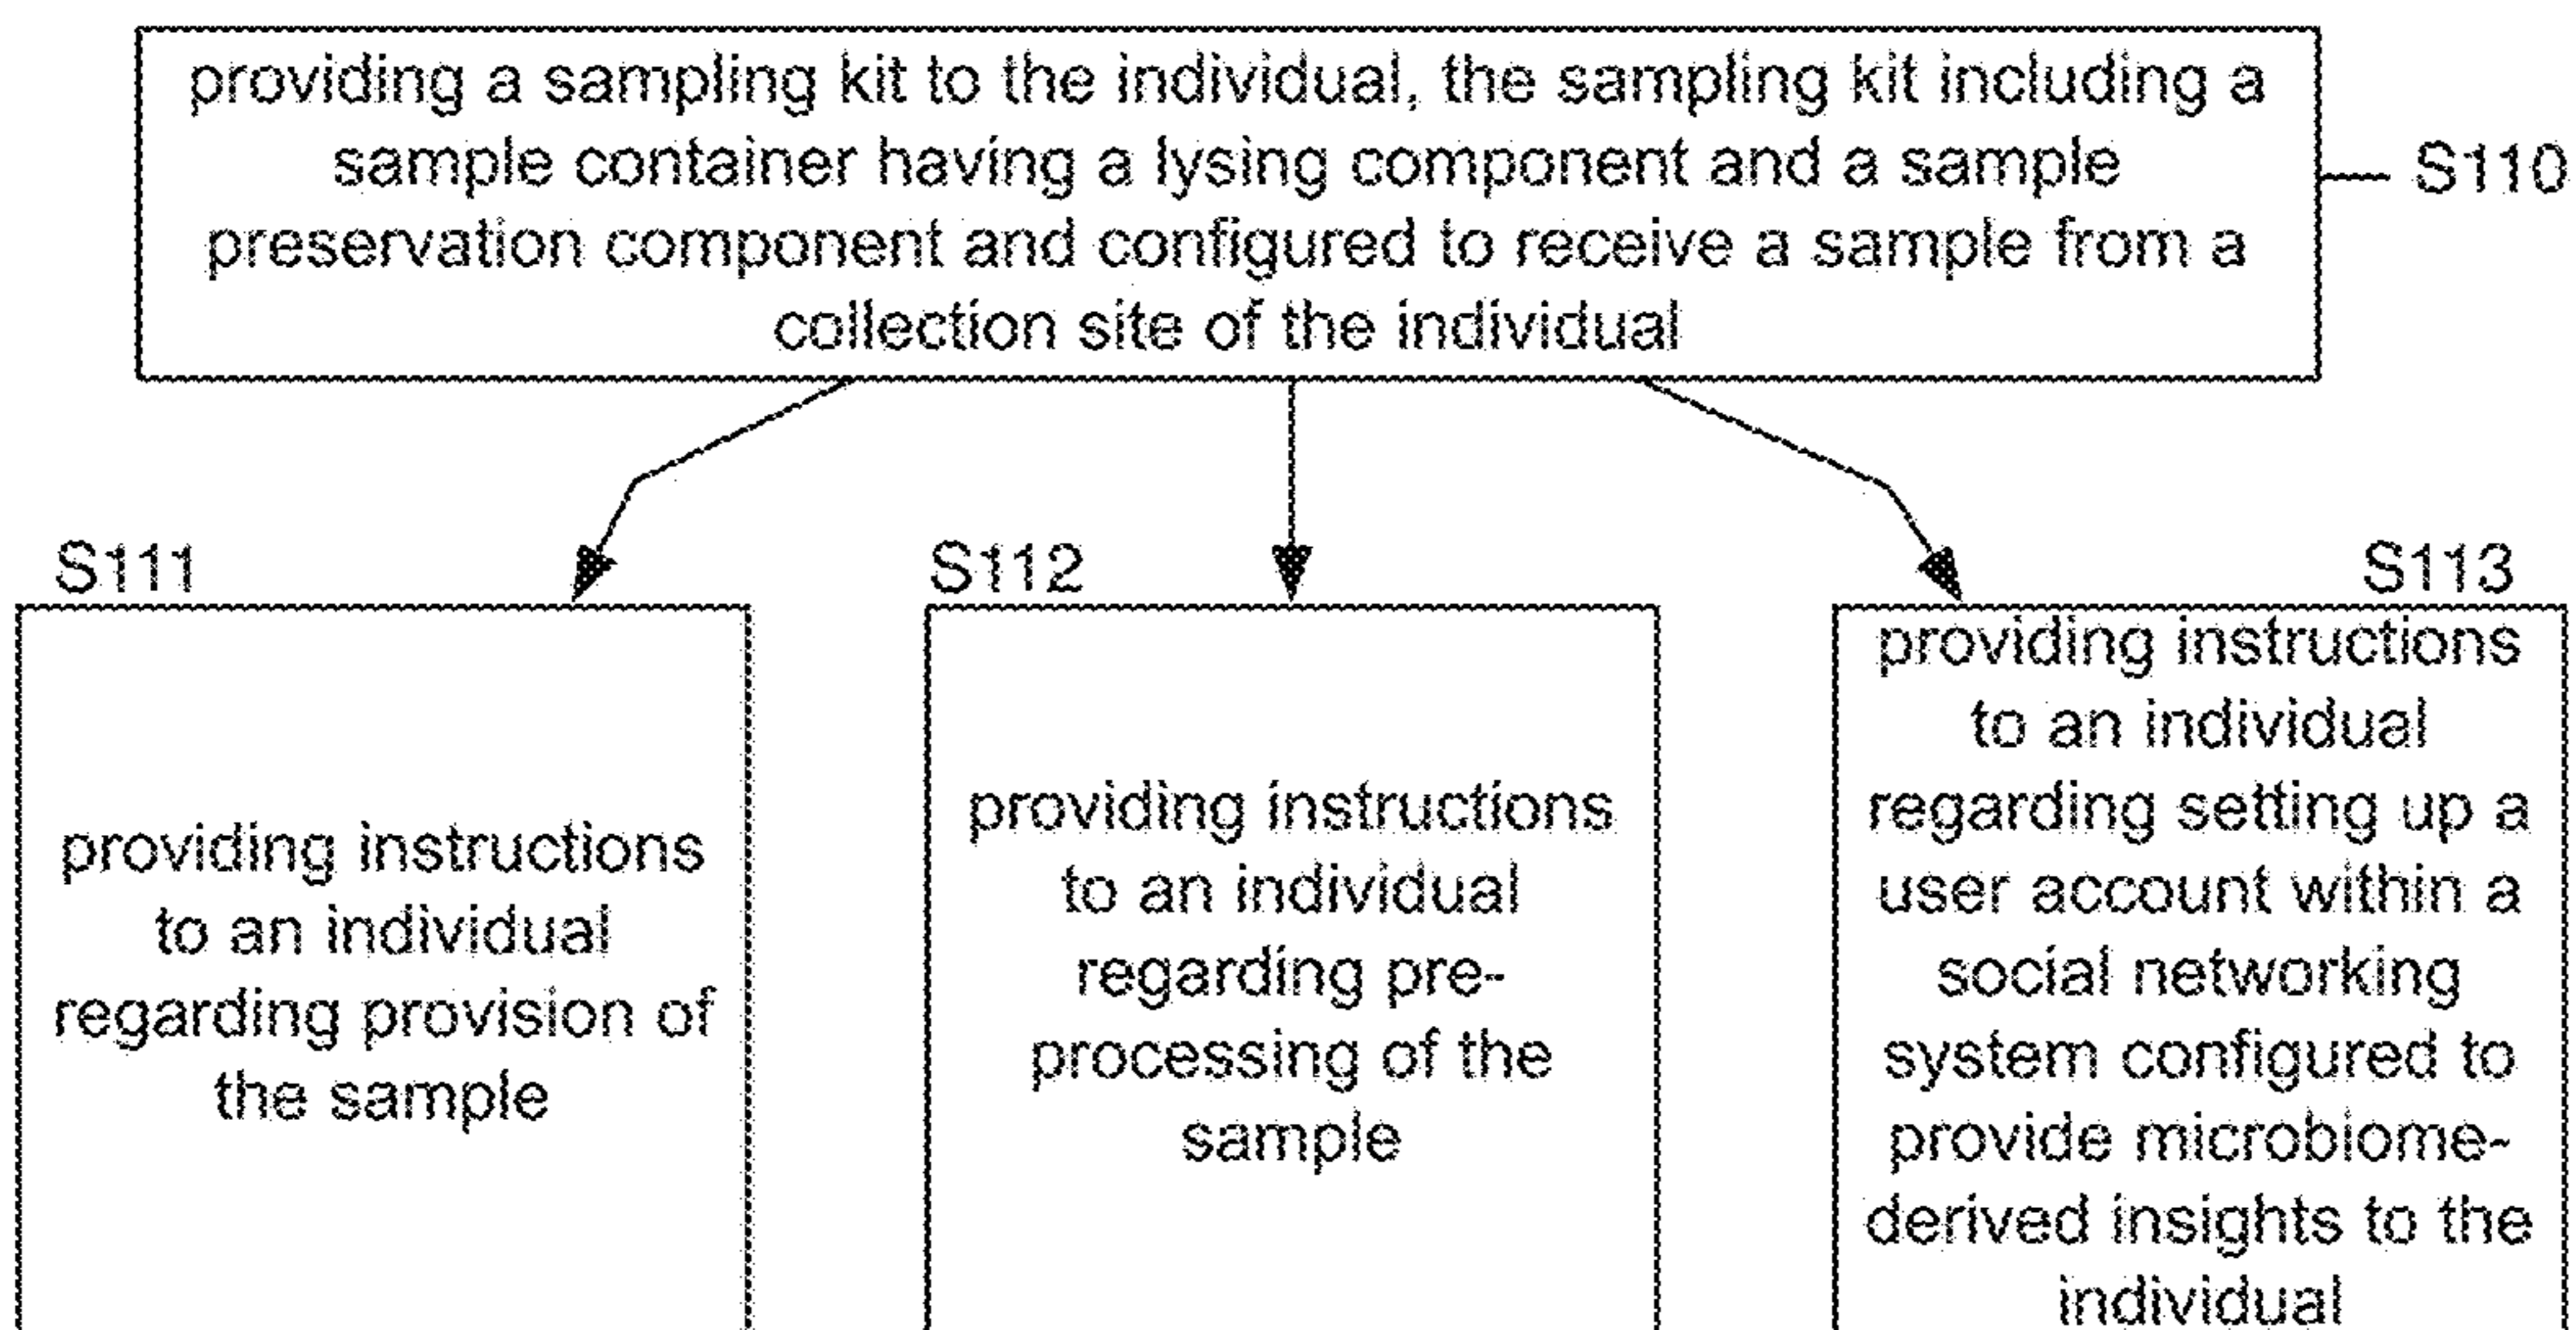 providing a sampling kit to the individual, the sampling kit including a
sample container having a lysing component and a sample
preservation component and configured to receive a sample from a
collection site of the individual
S110
S111
providing instructions
to an individual
regarding provision of
the sample
S112
providing instructions
to an individual
regarding pre-
processing of the
sample
S113
providing instructions
to an individual
regarding setting up a
user account within a
social networking
system configured to
provide microbiome-
derived insights to the
individual